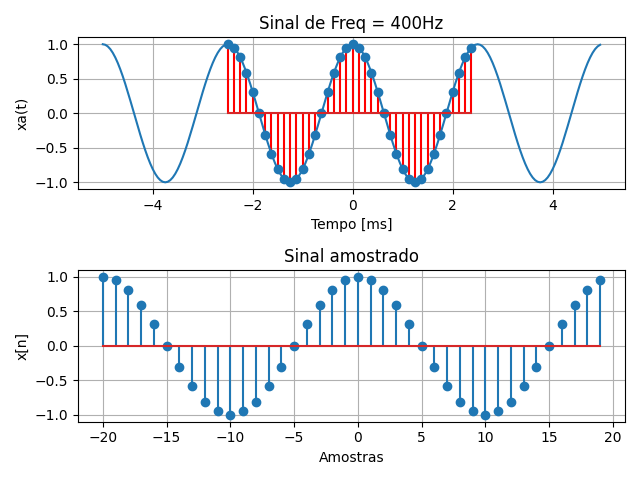 Sinal de Freq = 400Hz
1.0
0.5
0.0
−0.5
−1.0
xa(t)
−4 −2 0 2 4
Tempo [ms]
Sinal amostrado
1.0
0.5
0.0
−0.5
−1.0
x[n]
−20 −15 −10 −5 0 5 10 15 20
Amostras